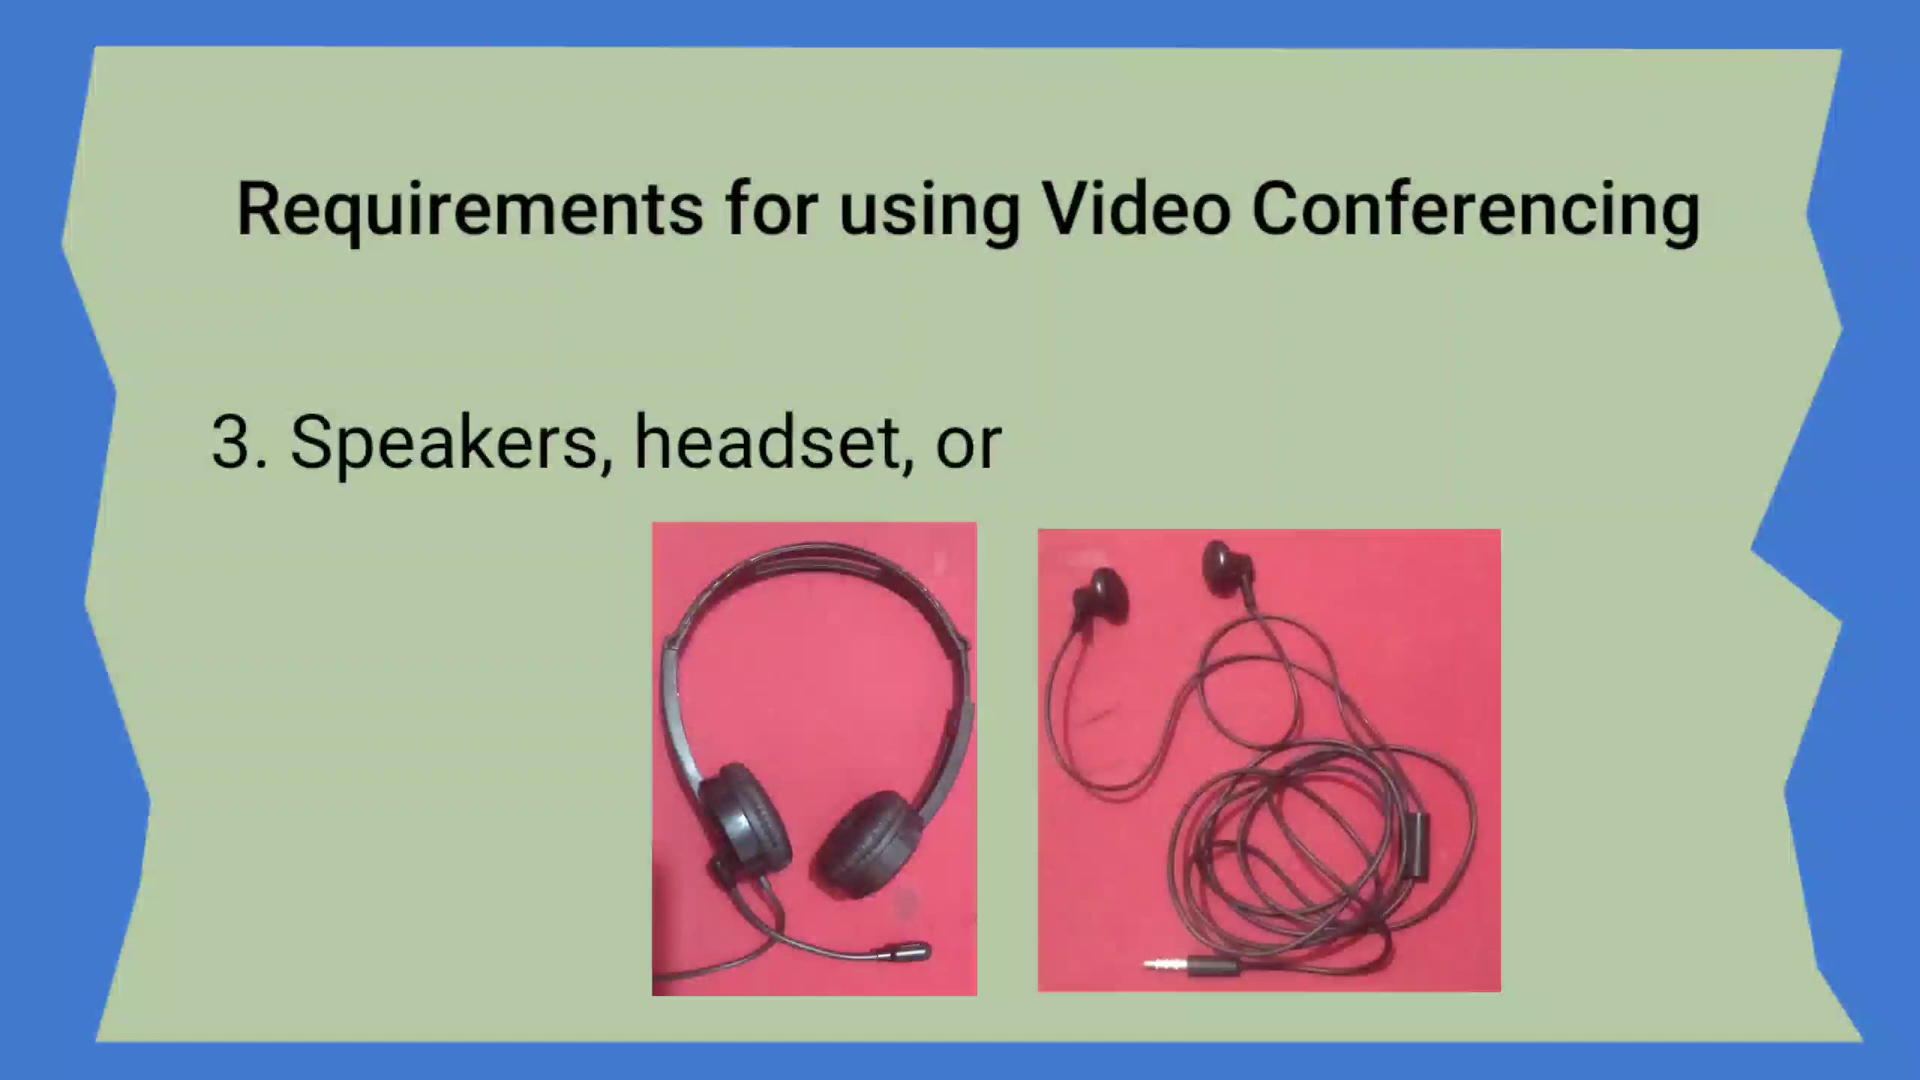 Requirements for using Video Conferencing
3. Speakers, headset, or